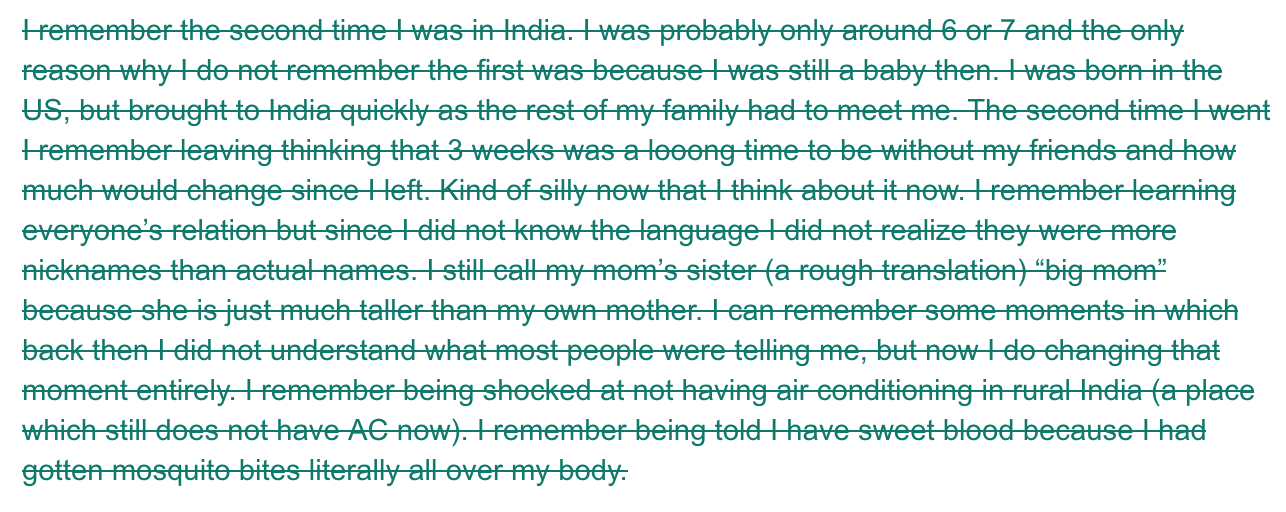 I remember the second time I was in India. I was probably only around 6 or 7 and the only
reason why I do not remember the first was because I was still a baby then. I was born in the
US, but brought to India quickly as the rest of my family had to meet me. The second time I went
I remember leaving thinking that 3 weeks was a looong time to be without my friends and how
much would change since I left. Kind of silly now that I think about it now. I remember learning
everyone’s relation but since I did not know the language I did not realize they were more
nicknames than actual names. I still call my mom’s sister (a rough translation) “big mom”
because she is just much taller than my own mother. I can remember some moments in which
back then I did not understand what most people were telling me, but now I do changing that
moment entirely. I remember being shocked at not having air conditioning in rural India (a place
which still does not have AC now). I remember being told I have sweet blood because I had
gotten mosquito bites literally all over my body.